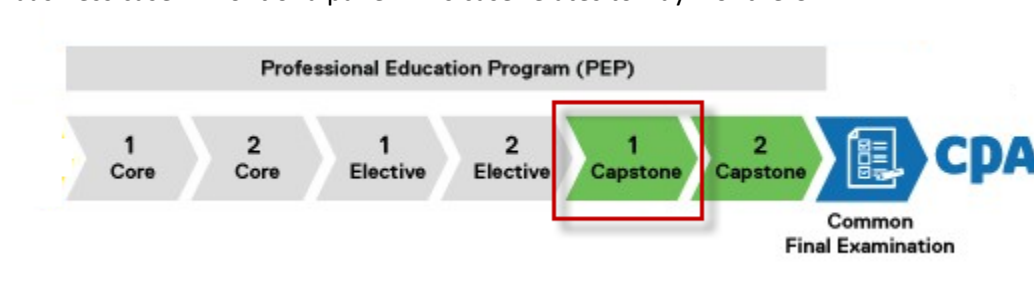 Professional Education Program (PEP)
1
Core
2
Core
1
Elective
2
Elective
1
Capstone
2
Capstone
CPA
Common
Final Examination